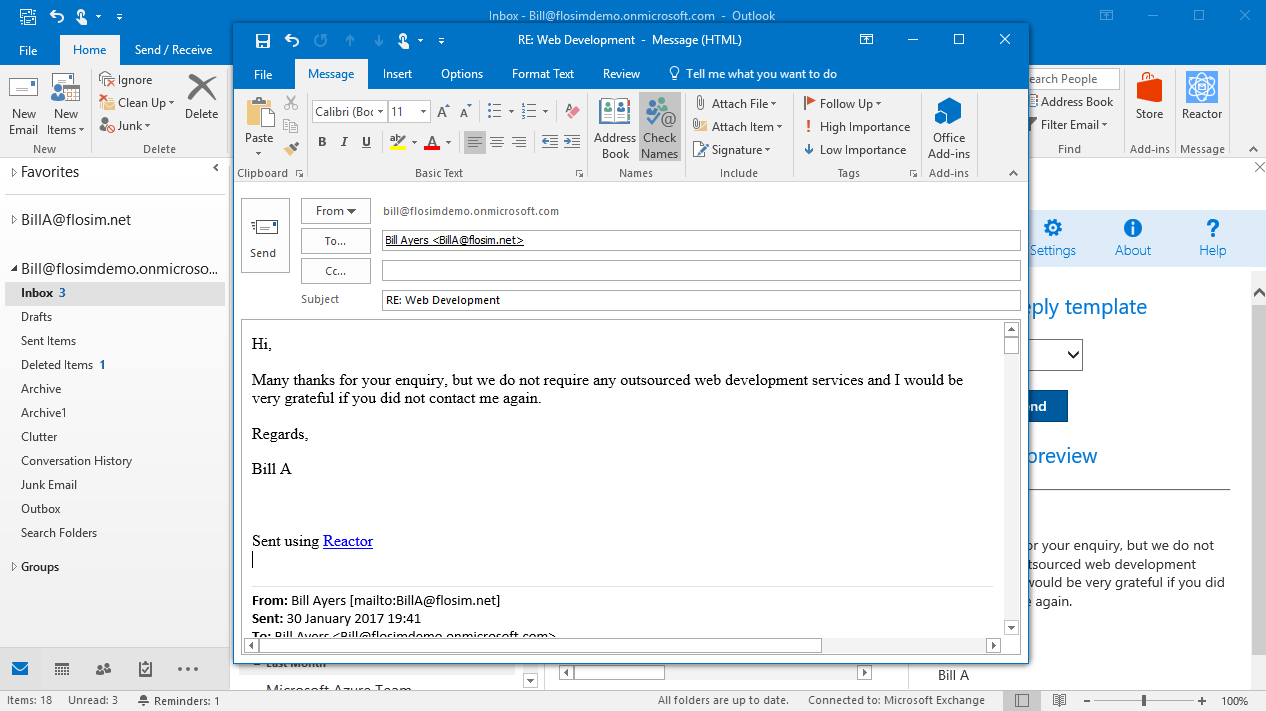 Inbox - Bill@flosimdemo.onmicrosoft.com - Outlook
File
Home
Send / Receive
New Email
New Items
New
Ignore
Clean Up
Junk
Delete
Delete
Search People
Address Book
Filter Email
Find
Store
Add-ins
Reactor
Message
Favorites
BillA@flosim.net
Bill@flosimdemo.onmicroso...
Inbox 3
Drafts
Sent Items
Deleted Items 1
Archive
Archive1
Clutter
Conversation History
Junk Email
Outbox
Search Folders
Groups
RE: Web Development - Message (HTML)
File
Message
Insert
Options
Format Text
Review
Tell me what you want to do
Paste
Clipboard
Calibri (Boc
11
B I U
A
Basic Text
Address Book
Check Names
Names
Attach File
Attach Item
Signature
Include
Follow Up
High Importance
Low Importance
Tags
Office Add-ins
Add-ins
Send
From
bill@flosimdemo.onmicrosoft.com
To...
Bill Ayers <BillA@flosim.net>
Cc...
Subject
RE: Web Development
Hi,
Many thanks for your enquiry, but we do not require any outsourced web development services and I would be
very grateful if you did not contact me again.
Regards,
Bill A
Sent using Reactor
From: Bill Ayers [mailto:BillA@flosim.net]
Sent: 30 January 2017 19:41
To: Bill Ayers <Bill@flosimdemo.onmicrosoft.com>
Settings
About
Help
eply template
nd
preview
or your enquiry, but we do not
tsourced web development
would be very grateful if you did
again.
Bill A
Last Month
Microsoft Azure Team
Items: 18
Unread: 3
Reminders: 1
All folders are up to date.
Connected to: Microsoft Exchange
100%